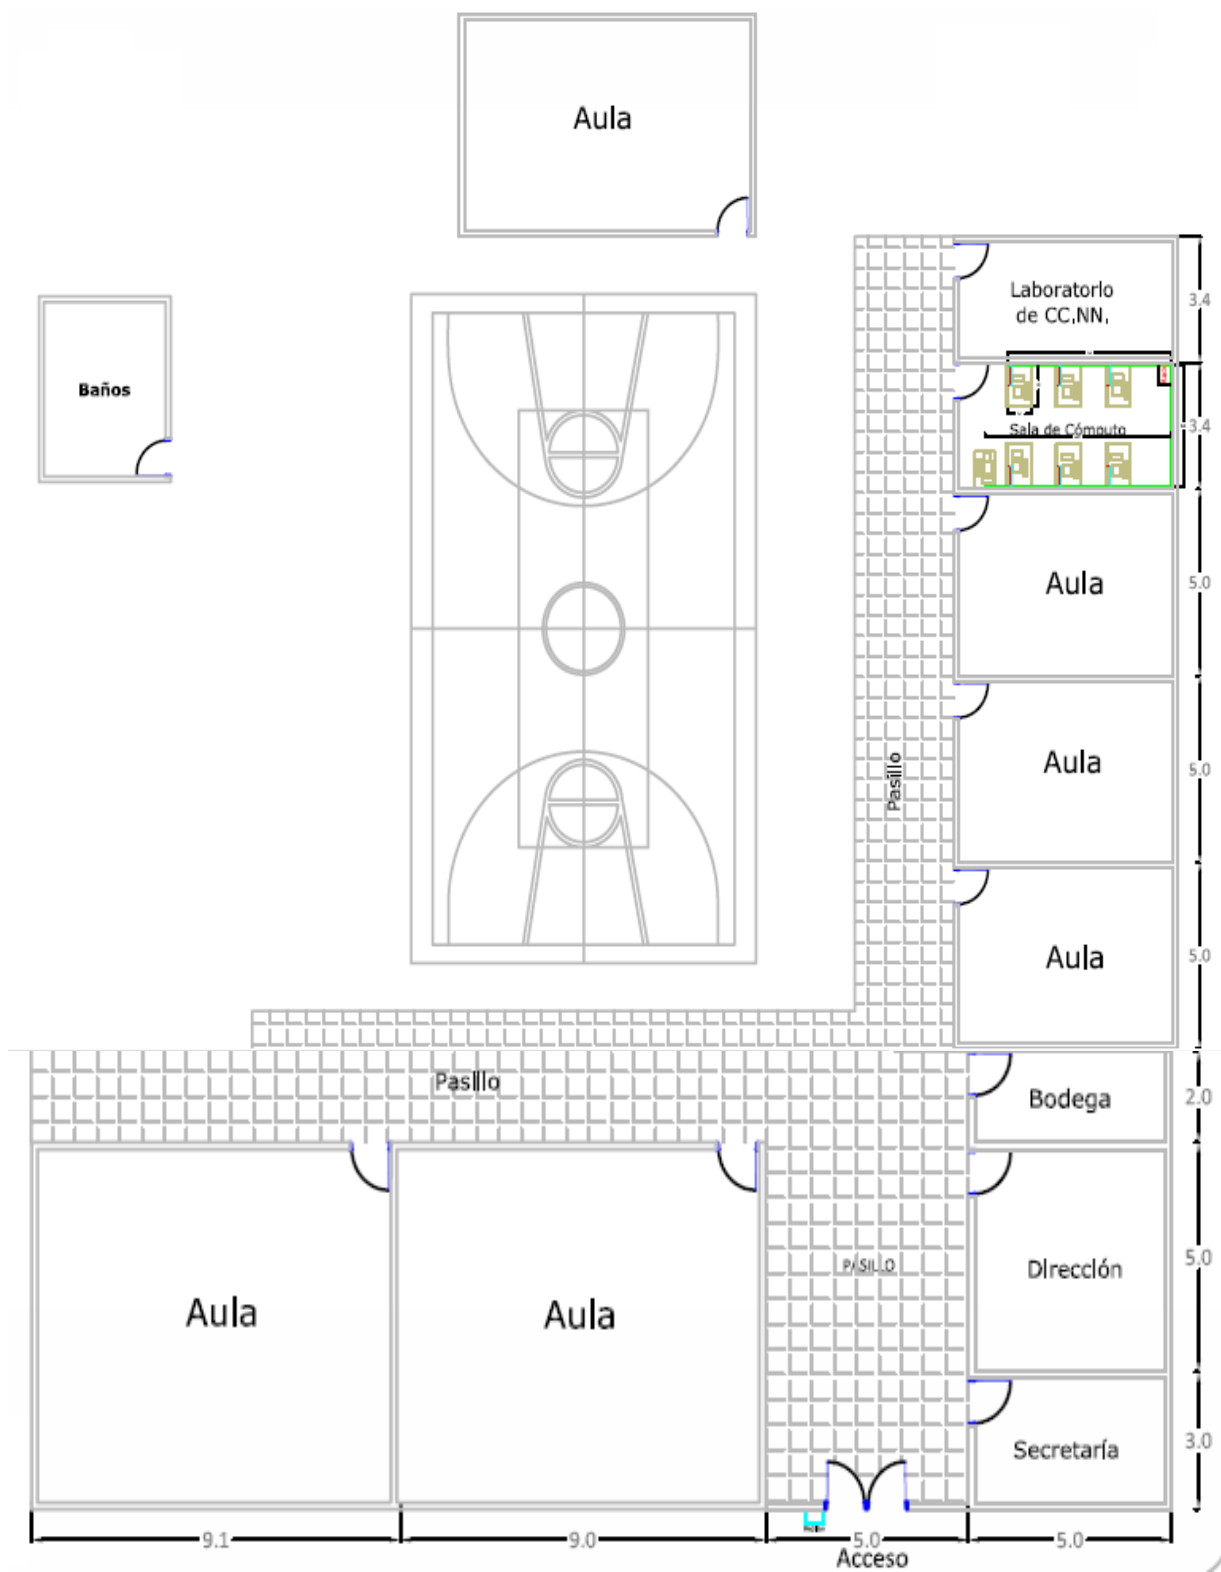 Aula
Laboratorio
de CC.NN.
3.4
Baños
Sala de Cómputo
3.4
Aula
5.0
Aula
5.0
Pasillo
Aula
5.0
Pasillo
Bodega
2.0
PASILLO
Dirección
5.0
Aula
Aula
Secretaría
3.0
9.1
9.0
5.0
5.0
Acceso